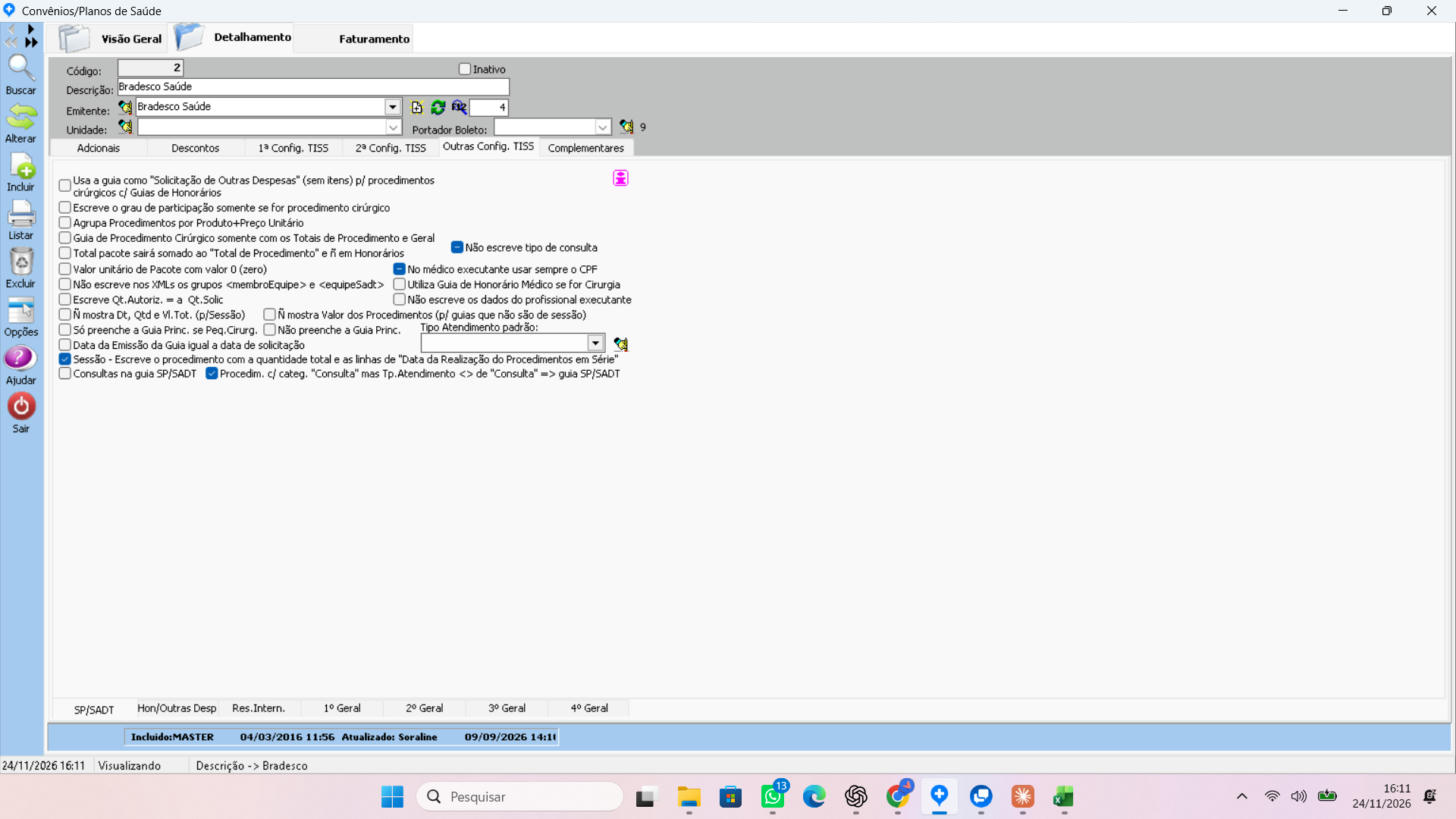 Convênios/Planos de Saúde
Visão Geral
Detalhamento
Faturamento
Código:
2
Inativo
Descrição:
Bradesco Saúde
Emitente:
Bradesco Saúde
4
Unidade:
Portador Boleto:
9
Buscar
Alterar
Incluir
Listar
Excluir
Opções
Ajudar
Sair
Adcionais
Descontos
1ª Config. TISS
2ª Config. TISS
Outras Config. TISS
Complementares
Usa a guia como "Solicitação de Outras Despesas" (sem itens) p/ procedimentos
cirúrgicos c/ Guias de Honorários
Escreve o grau de participação somente se for procedimento cirúrgico
Agrupa Procedimentos por Produto+Preço Unitário
Guia de Procedimento Cirúrgico somente com os Totais de Procedimento e Geral
Não escreve tipo de consulta
Total pacote sairá somado ao "Total de Procedimento" e ñ em Honorários
Valor unitário de Pacote com valor 0 (zero)
No médico executante usar sempre o CPF
Não escreve nos XMLs os grupos <membroEquipe> e <equipeSadt>
Utiliza Guia de Honorário Médico se for Cirurgia
Escreve Qt.Autoriz. = a Qt.Solic
Não escreve os dados do profissional executante
Ñ mostra Dt, Qtd e Vl.Tot. (p/Sessão)
Ñ mostra Valor dos Procedimentos (p/ guias que não são de sessão)
Só preenche a Guia Princ. se Peq.Cirurg.
Não preenche a Guia Princ.
Tipo Atendimento padrão:
Data da Emissão da Guia igual a data de solicitação
Sessão - Escreve o procedimento com a quantidade total e as linhas de "Data da Realização do Procedimentos em Série"
Consultas na guia SP/SADT
Procedim. c/ categ. "Consulta" mas Tp.Atendimento <> de "Consulta" => guia SP/SADT
SP/SADT
Hon/Outras Desp
Res.Intern.
1º Geral
2º Geral
3º Geral
4º Geral
Incluido:MASTER 04/03/2016 11:56 Atualizado: Soraline 09/09/2026
24/11/2026 16:11
Visualizando
Descrição -> Bradesco
Pesquisar
13
16:11
24/11/2026